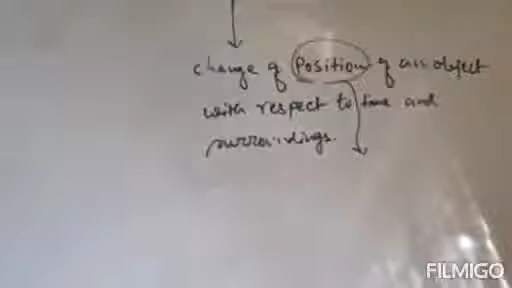 change of Position of an object
with respect to time and
surroundings.
FILMIGO